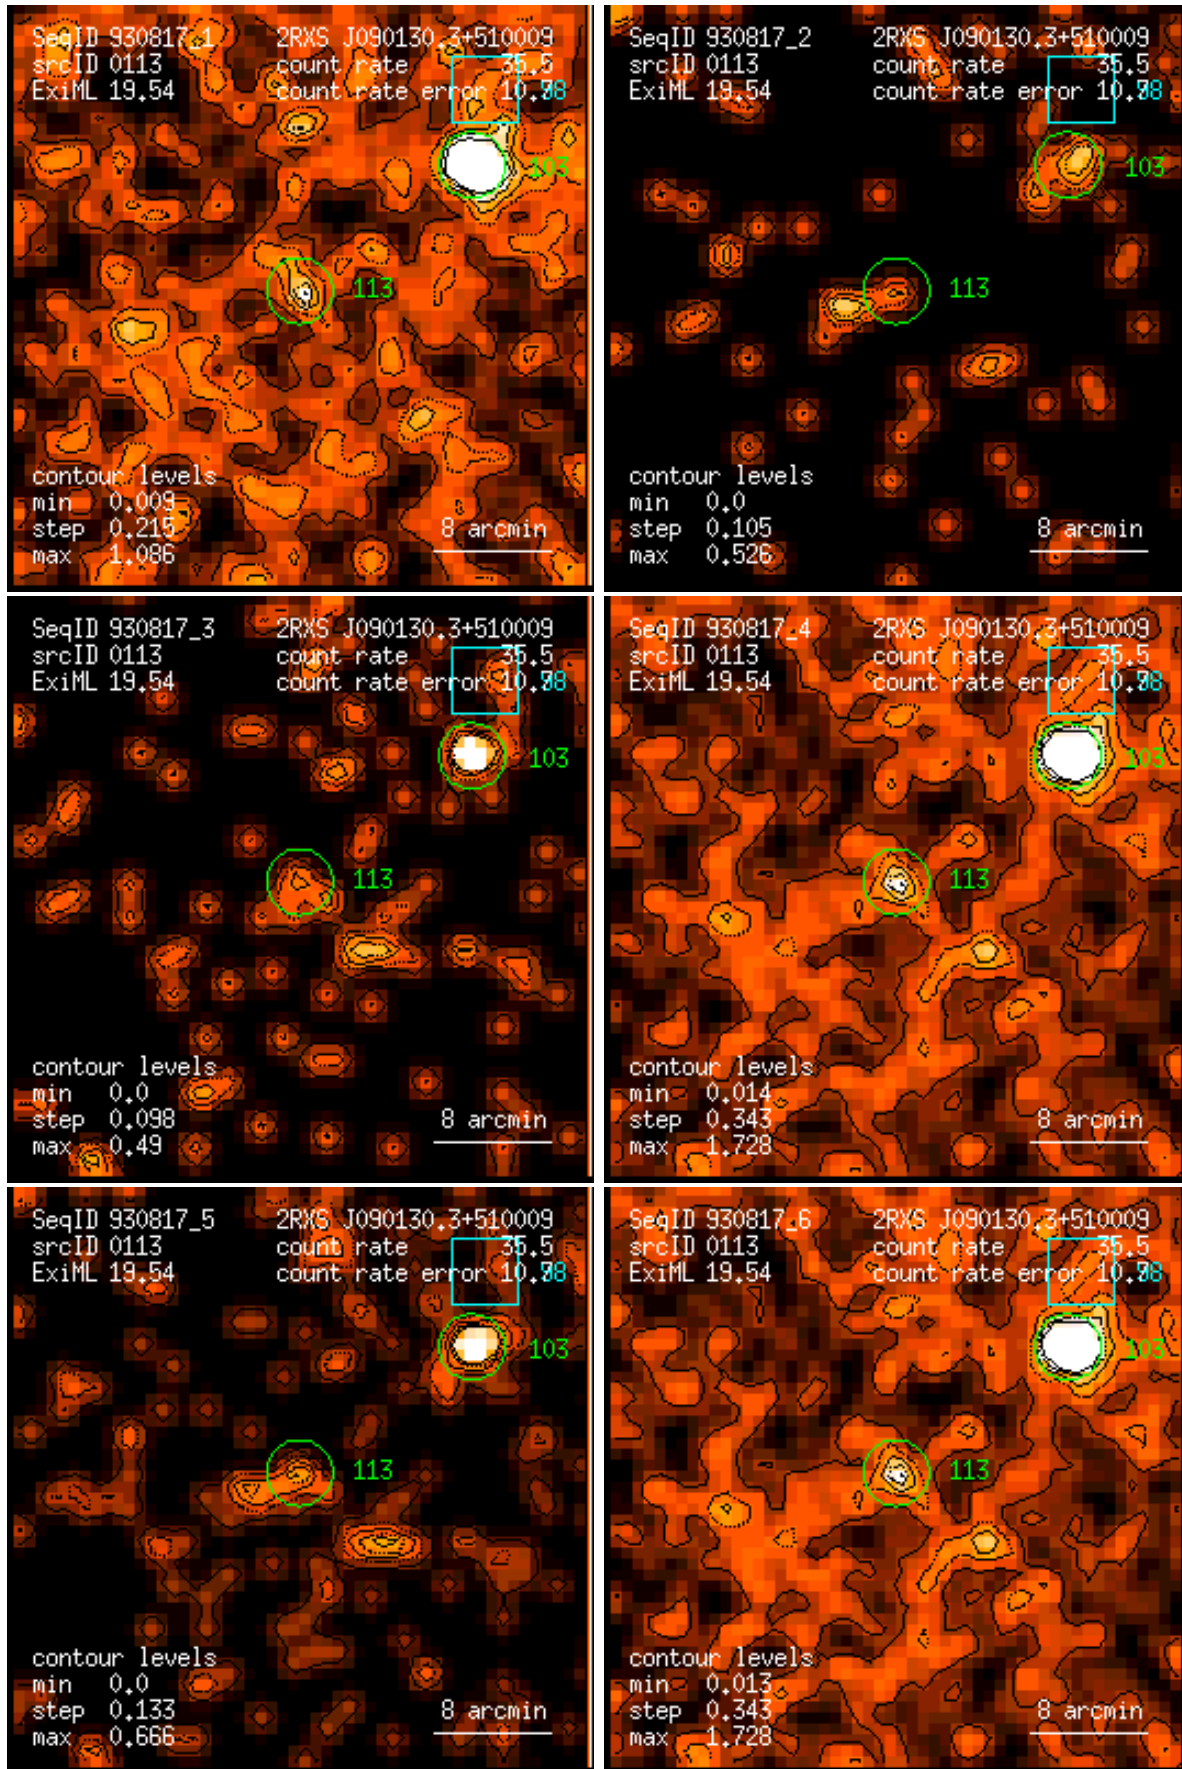 SeqID 930817_1 2RXS J090130.3+510009
srcID 0113 count rate 35.5
ExiML 19.54 count rate error 10.
98
103
113
contour levels
min 0.009
step 0.215
max 1.086
8 arcmin
SeqID 930817_2 2RXS J090130.3+510009
srcID 0113 count rate 35.5
ExiML 19.54 count rate error 10.
98
103
113
contour levels
min 0.0
step 0.105
max 0.526
8 arcmin
SeqID 930817_3 2RXS J090130.3+510009
srcID 0113 count rate 35.5
ExiML 19.54 count rate error 10.
98
103
113
contour levels
min 0.0
step 0.098
max 0.49
8 arcmin
SeqID 930817_4 2RXS J090130.3+510009
srcID 0113 count rate 35.5
ExiML 19.54 count rate error 10.
98
103
113
contour levels
min 0.014
step 0.343
max 1.728
8 arcmin
SeqID 930817_5 2RXS J090130.3+510009
srcID 0113 count rate 35.5
ExiML 19.54 count rate error 10.
98
103
113
contour levels
min 0.0
step 0.133
max 0.666
8 arcmin
SeqID 930817_6 2RXS J090130.3+510009
srcID 0113 count rate 35.5
ExiML 19.54 count rate error 10.
98
103
113
contour levels
min 0.013
step 0.343
max 1.728
8 arcmin